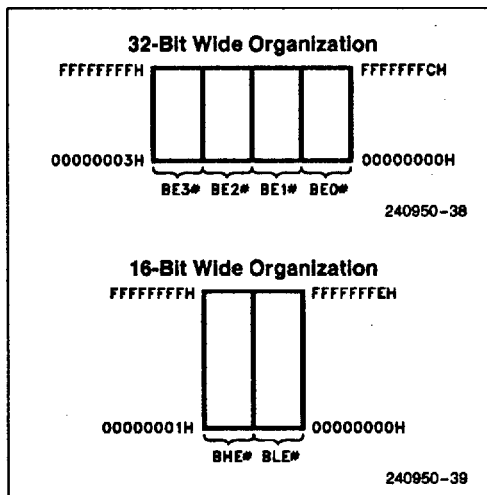 32-Bit Wide Organization
FFFFFFFFH FFFFFFFCH
00000003H 00000000H
BE3# BE2# BE1# BE0#
240950-38
16-Bit Wide Organization
FFFFFFFFH FFFFFFFEH
00000001H 00000000H
BHE# BLE#
240950-39